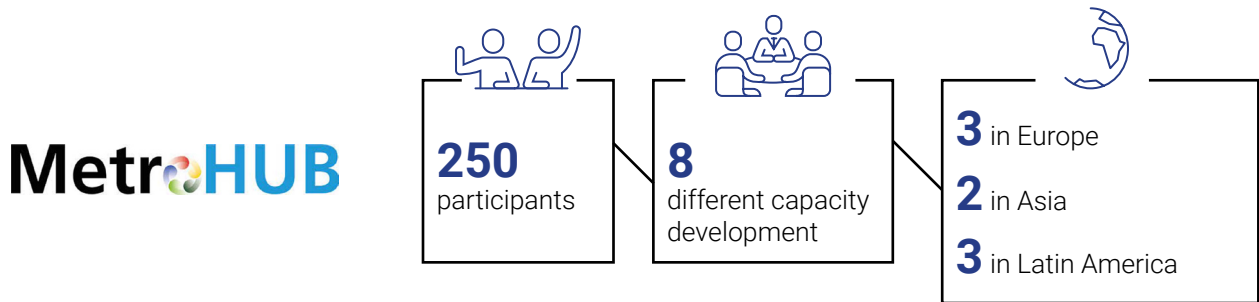 MetroHUB
250
participants
8
different capacity
development
3 in Europe
2 in Asia
3 in Latin America